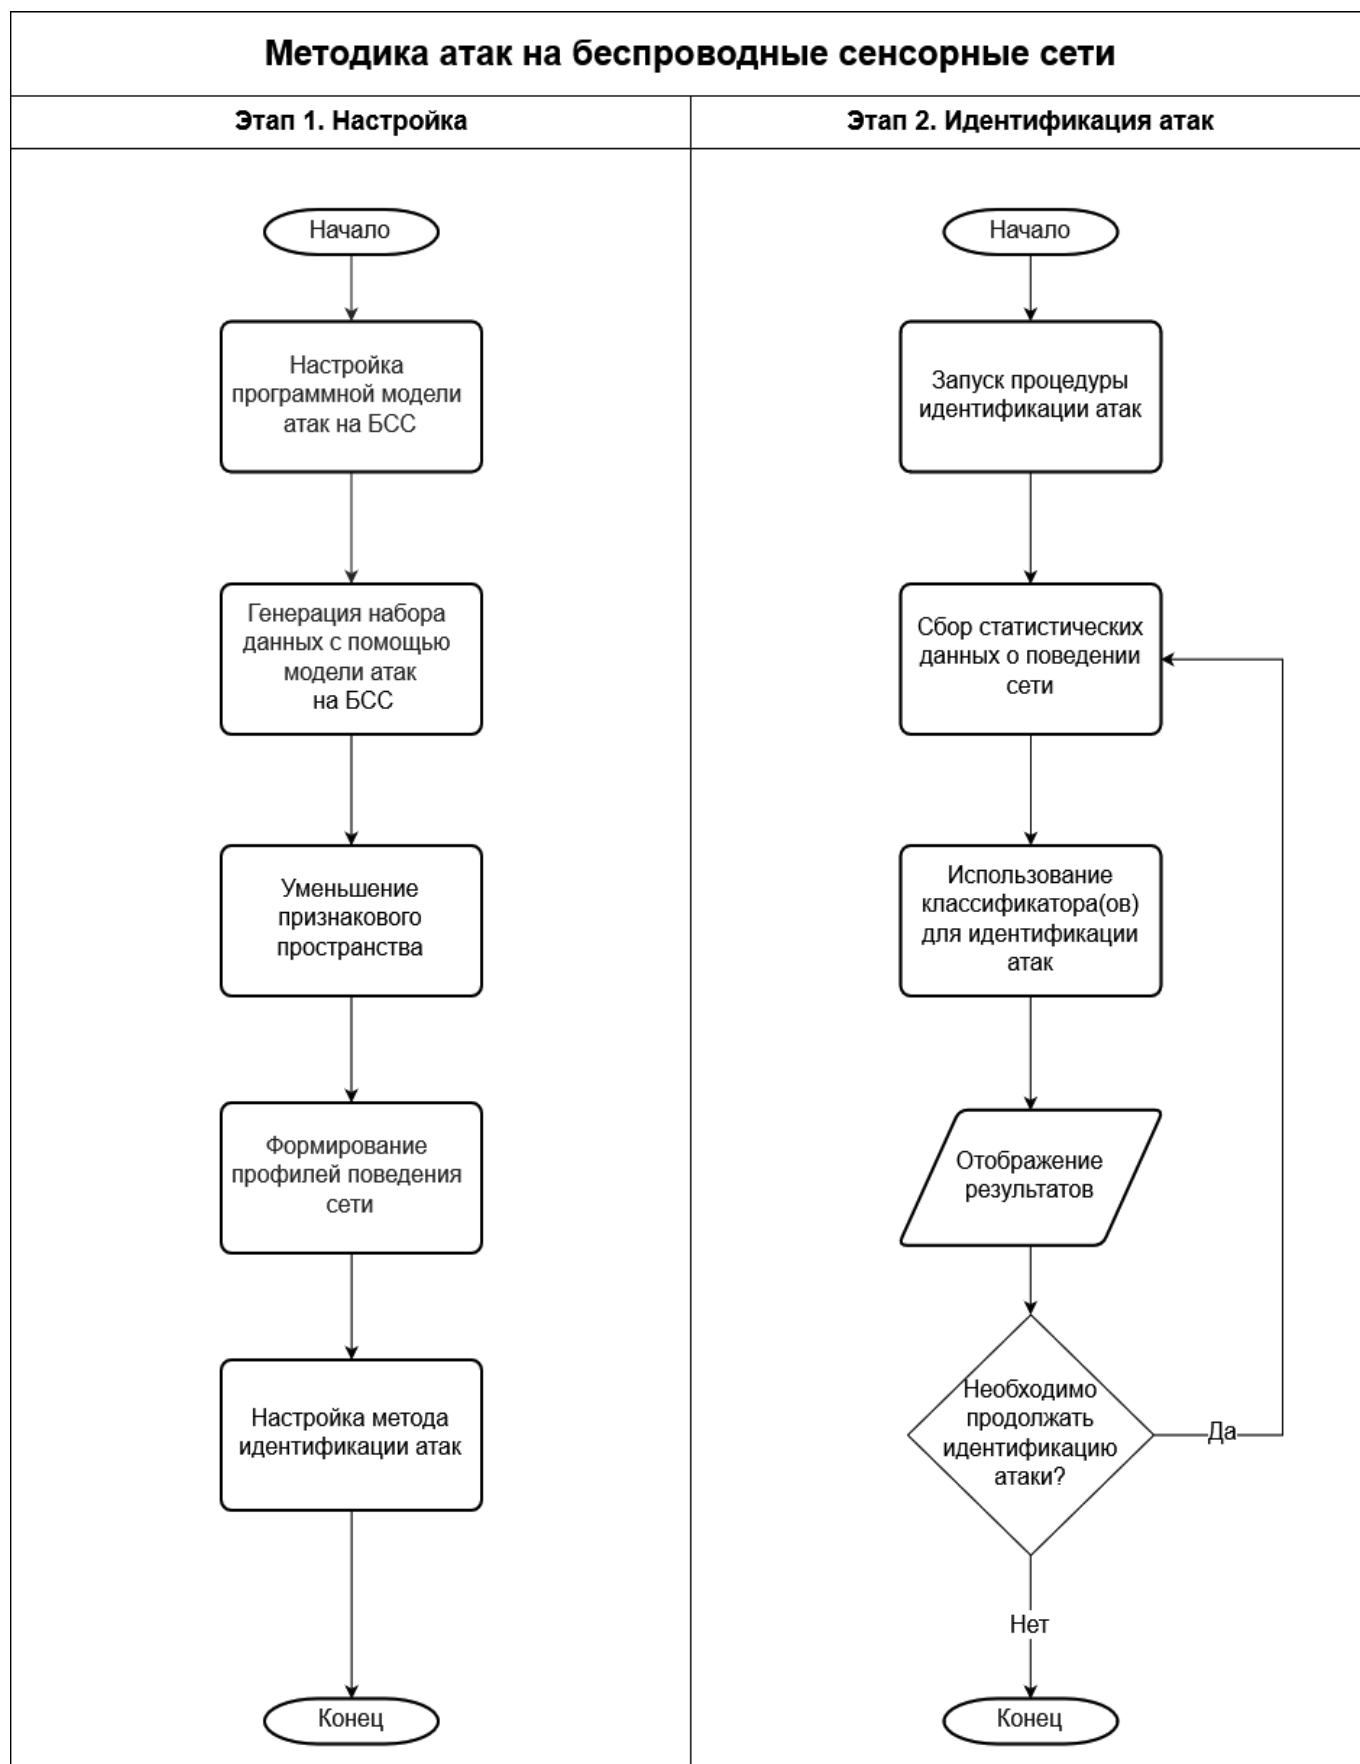 Методика атак на беспроводные сенсорные сети
Этап 1. Настройка
Этап 2. Идентификация атак
Начало
Настройка
программной модели
атак на БСС
Генерация набора
данных с помощью
модели атак
на БСС
Уменьшение
признакового
пространства
Формирование
профилей поведения
сети
Настройка метода
идентификации атак
Конец
Начало
Запуск процедуры
идентификации атак
Сбор статистических
данных о поведении
сети
Использование
классификатора(ов)
для идентификации
атак
Отображение
результатов
Необходимо
продолжать
идентификацию
атаки?
Да
Нет
Конец